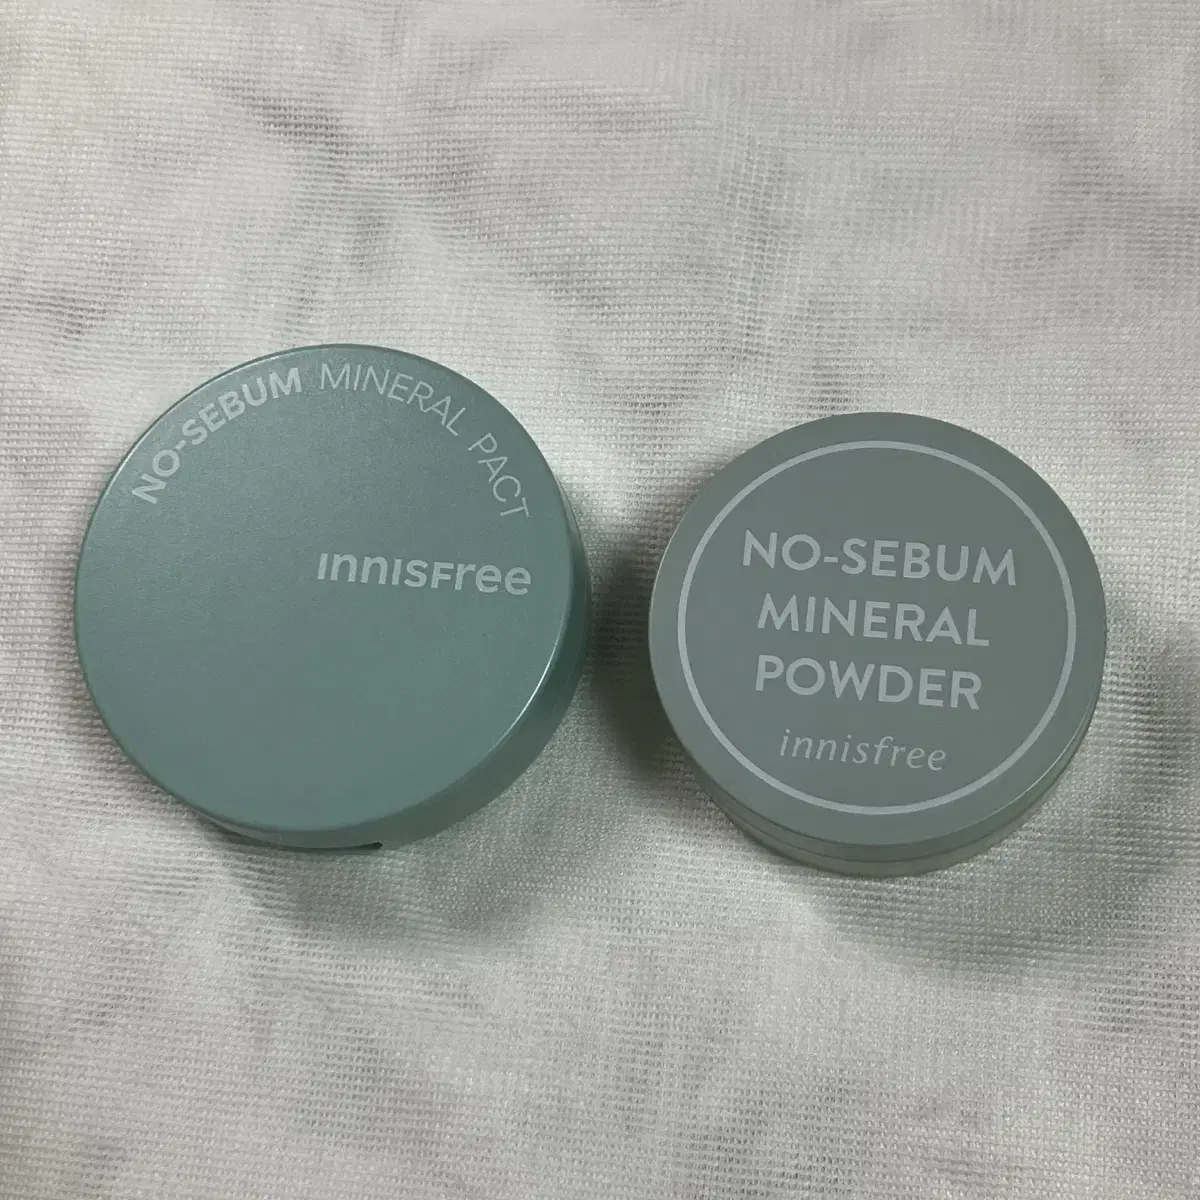 NO-SEBUM MINERAL PACT
innisfree
NO-SEBUM
MINERAL
POWDER
innisfree